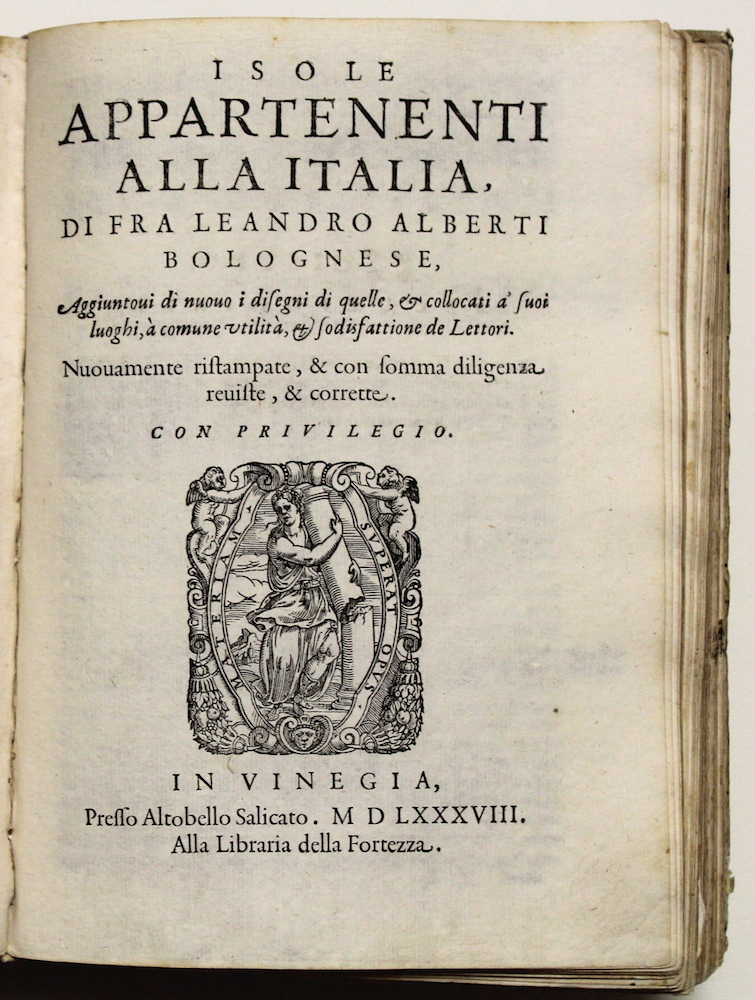 ISOLE
APPARTENENTI
ALLA ITALIA,
DI FRA LEANDRO ALBERTI
BOLOGNESE,
Aggiuntoui di nuouo i diſegni di quelle, & collocati a' ſuoi
luoghi, à comune vtilità, & ſodisfattione de Lettori.
Nuouamente riſtampate, & con ſomma diligenza
reuiſte, & corrette.
CON PRIVILEGIO.
MATERIAM SVPERAT OPVS.
IN VINEGIA,
Preſſo Altobello Salicato. M D LXXXVIII.
Alla Libraria della Fortezza.